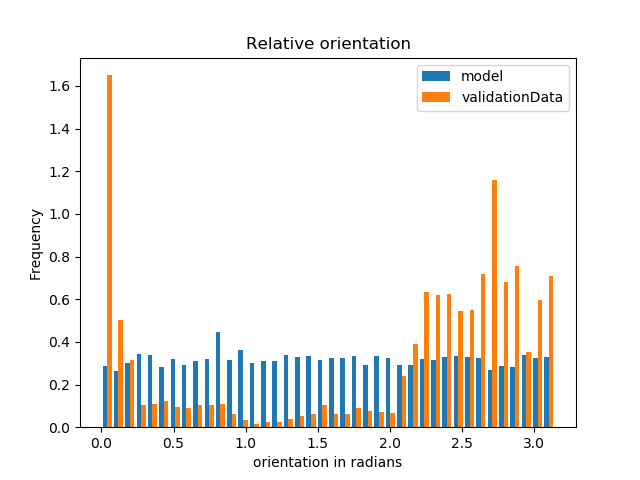 Relative orientation
model
validationData
Frequency
1.6
1.4
1.2
1.0
0.8
0.6
0.4
0.2
0.0
0.0 0.5 1.0 1.5 2.0 2.5 3.0
orientation in radians